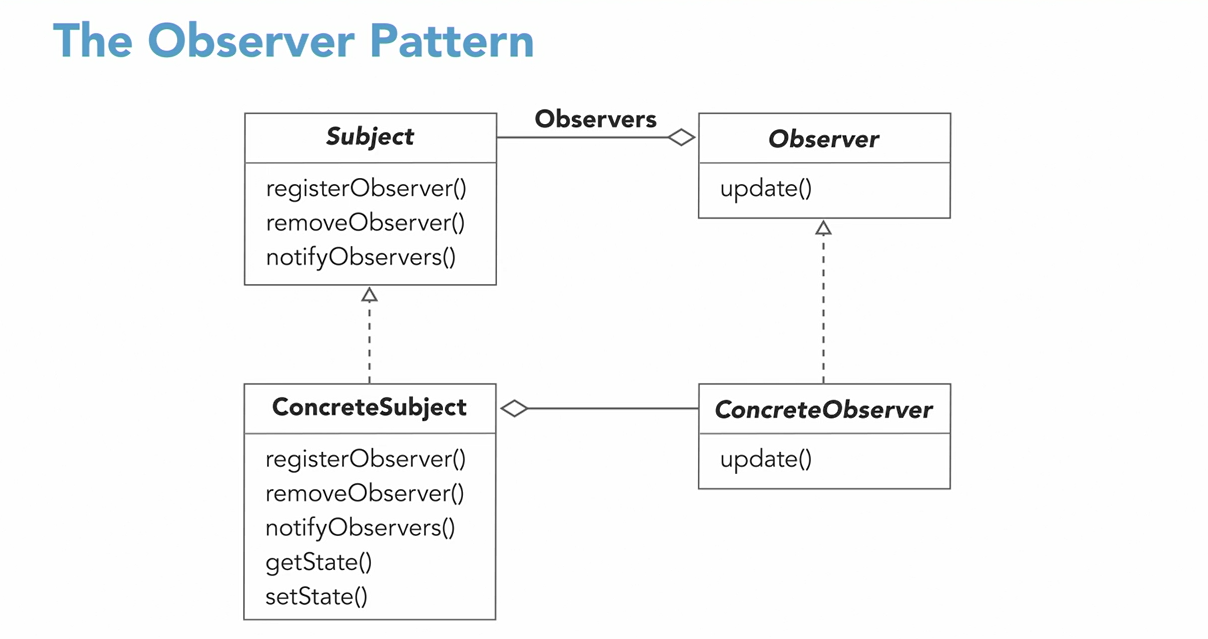 The Observer Pattern
Observers
Subject
registerObserver()
removeObserver()
notifyObservers()
Observer
update()
ConcreteSubject
registerObserver()
removeObserver()
notifyObservers()
getState()
setState()
ConcreteObserver
update()